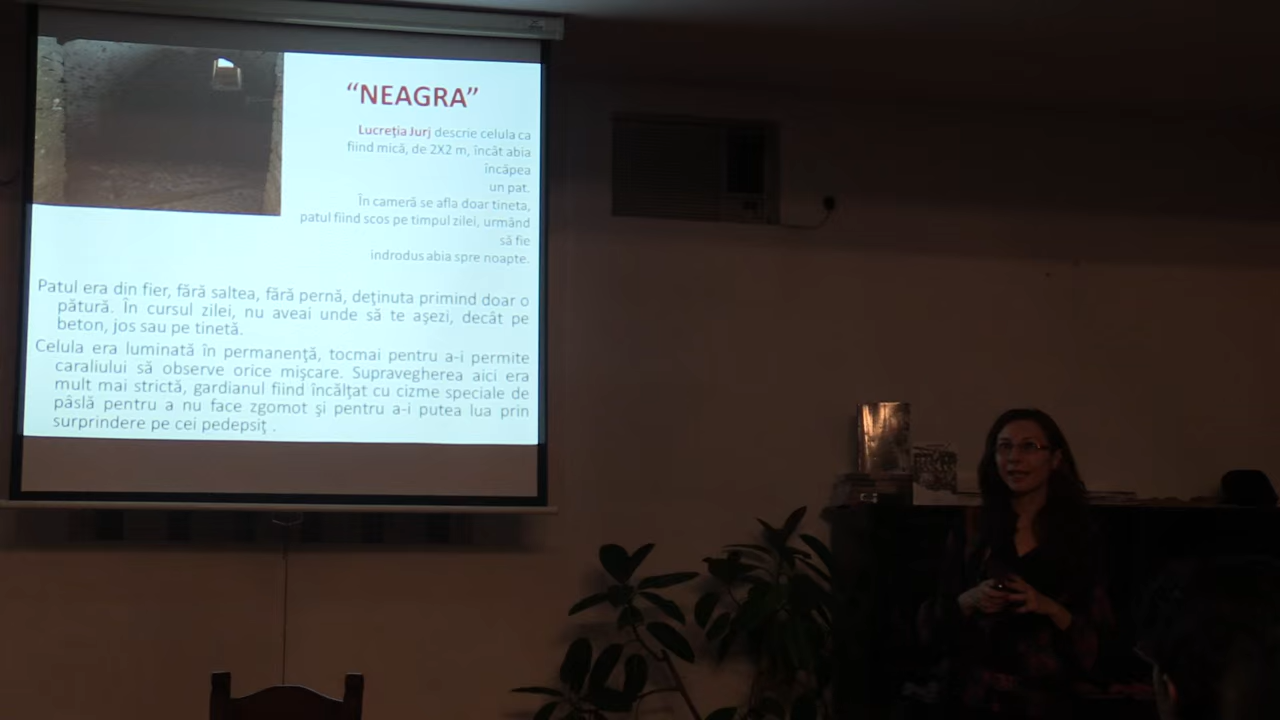 “NEAGRA”
Lucreţia Jurj descrie celula ca
fiind mică, de 2X2 m, încât abia
încăpea
un pat.
În cameră se afla doar tineta,
patul fiind scos pe timpul zilei, urmând
să fie
indrodus abia spre noapte.
Patul era din fier, fără saltea, fără pernă, deţinuta primind doar o
pătură. În cursul zilei, nu aveai unde să te aşezi, decât pe
beton, jos sau pe tinetă.
Celula era luminată în permanenţă, tocmai pentru a-i permite
caraliului să observe orice mişcare. Supravegherea aici era
mult mai strictă, gardianul fiind încălţat cu cizme speciale de
pâslă pentru a nu face zgomot şi pentru a-i putea lua prin
surprindere pe cei pedepsiţ .